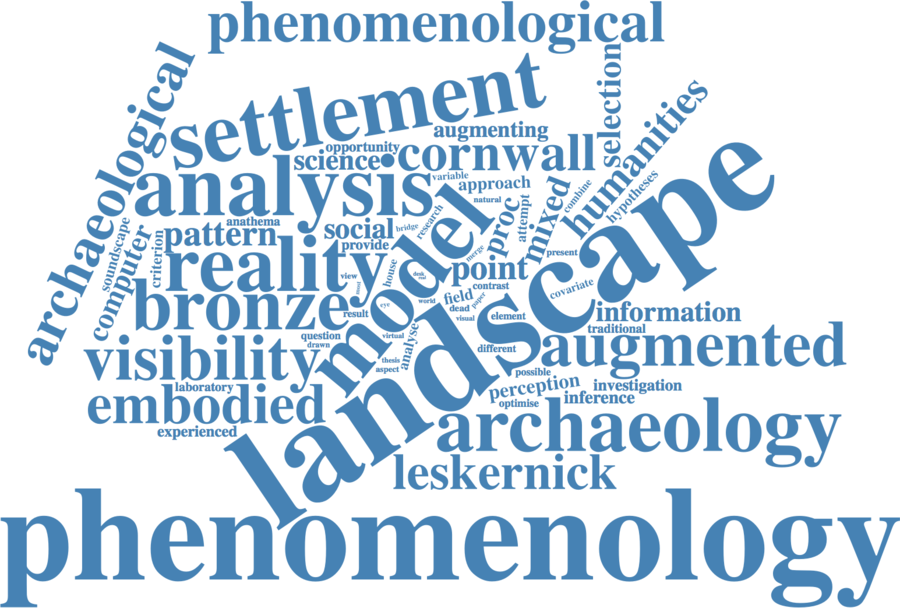 phenomenological
archaeological
settlement
selection
humanities
augmenting
opportunity
science
cornwall
landscape
analysis
variable
approach
natural
hypotheses
combine
mixed
proc
attempt
model
research
bridge
social
anathema
pattern
provide
soundscape
computer
criterion
reality
house
view
merge
present
point
contrast
covariate
desk
most
world
field
paper
dead
eye
bronze
result
visual
element
information
traditional
question
drawn
virtual
analyse
different
augmented
visibility
thesis
aspect
possible
perception
investigation
laboratory
inference
optimise
embodied
experienced
archaeology
leskernick
phenomenology